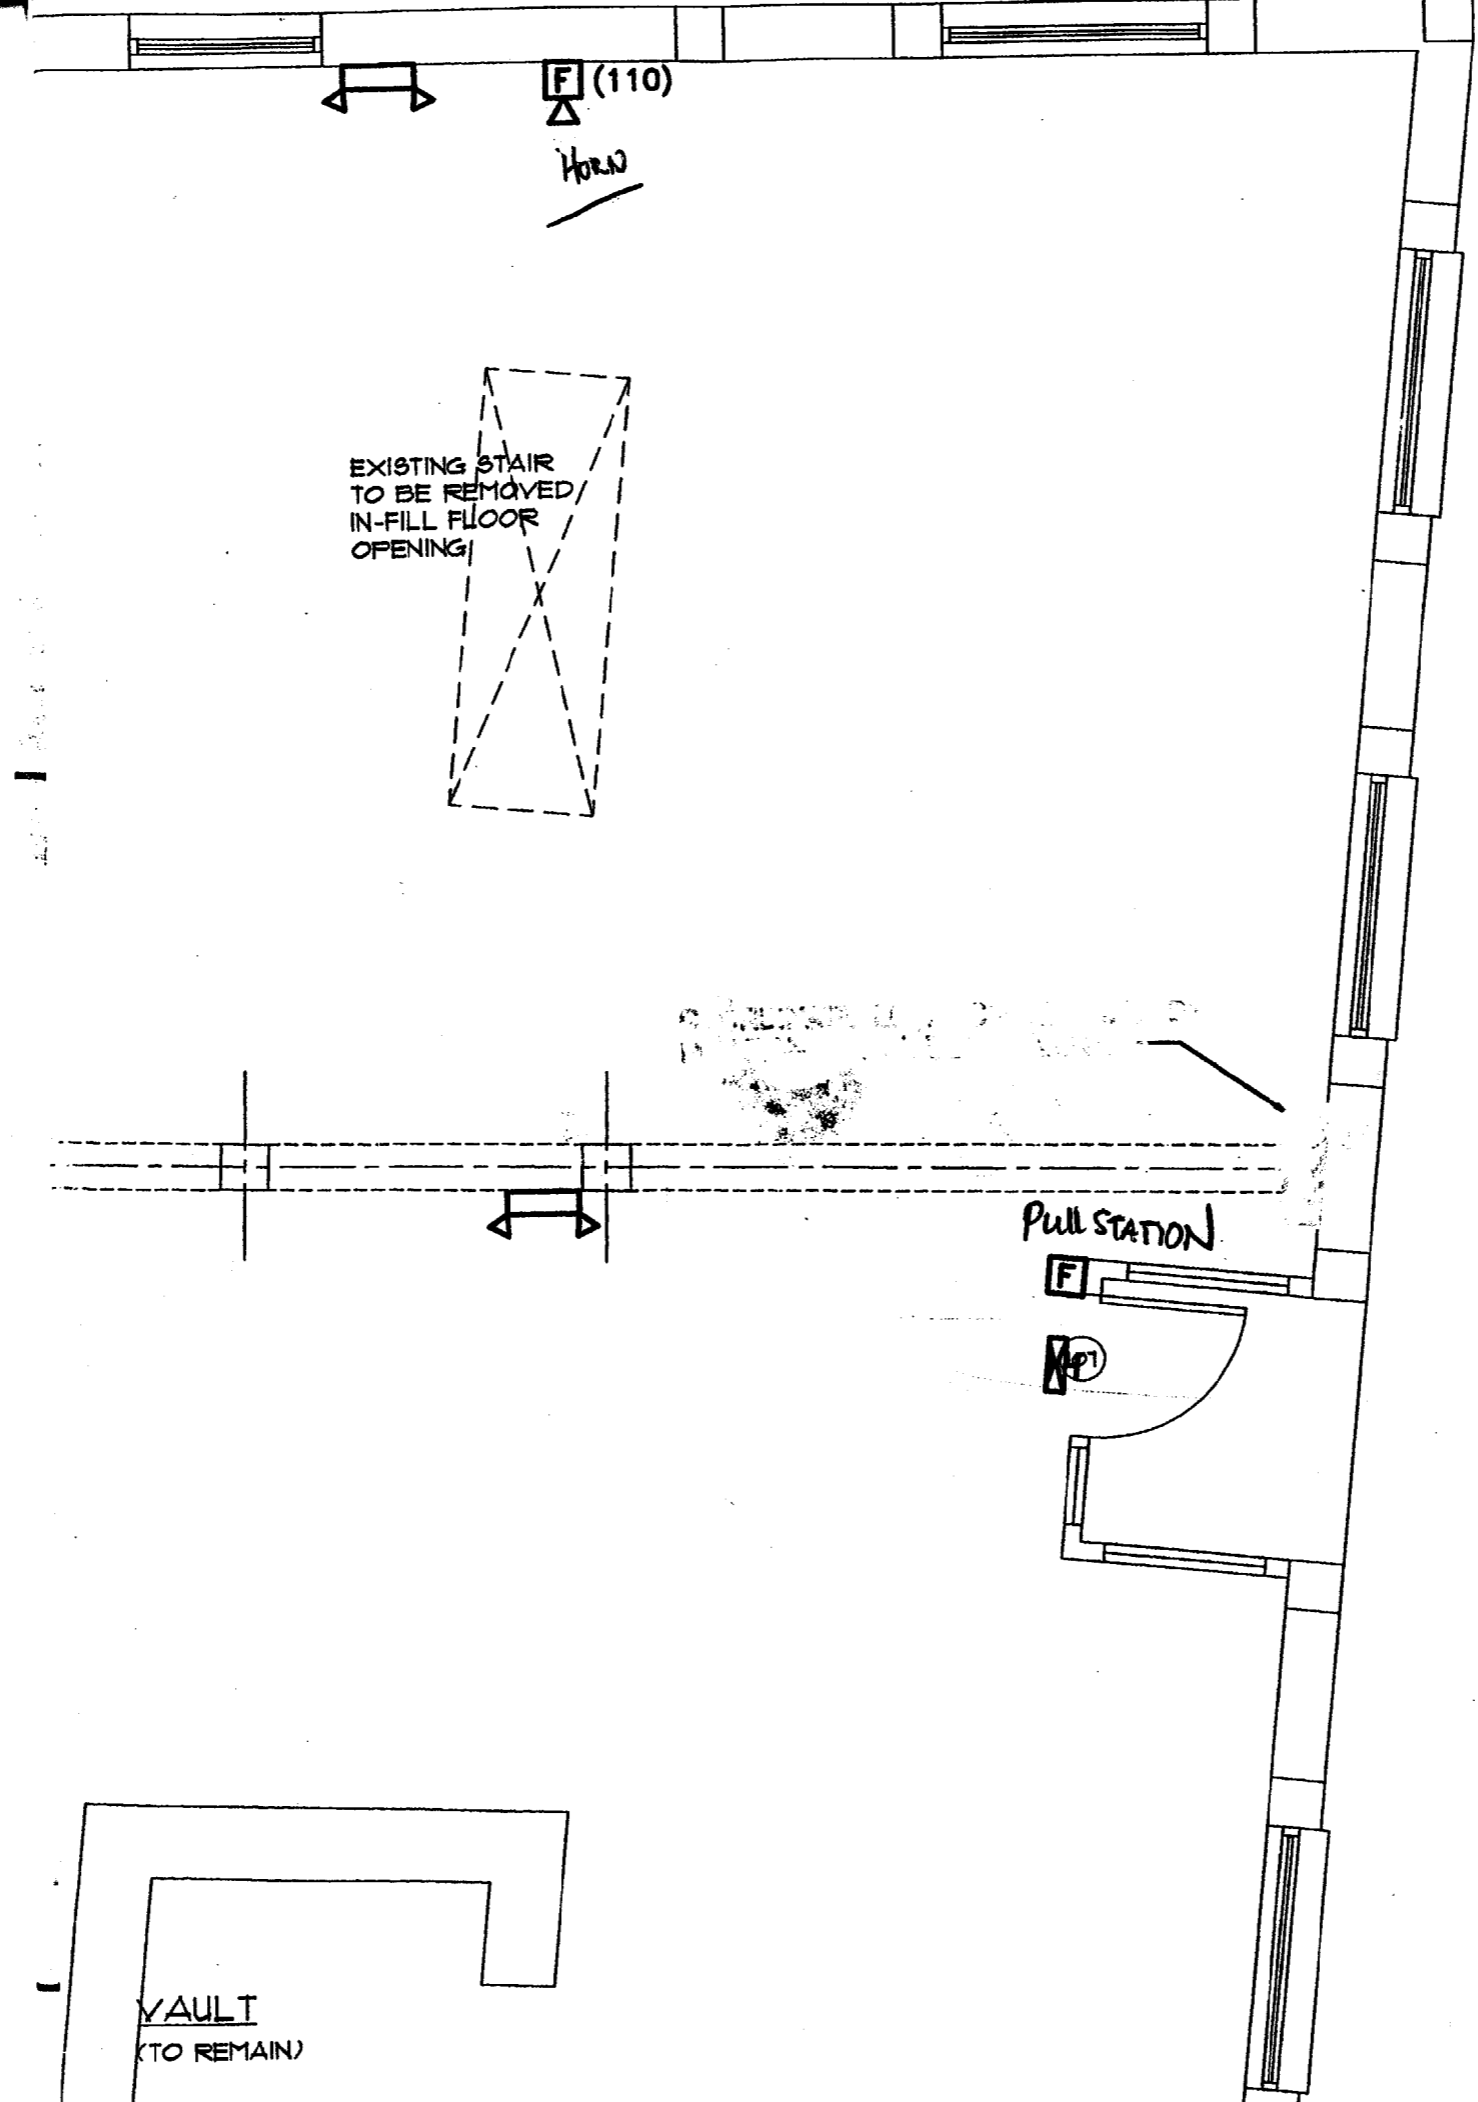 F (110)
HORN
EXISTING STAIR
TO BE REMOVED
IN-FILL FLOOR
OPENING
Pull STATION
F
VAULT
(TO REMAIN)